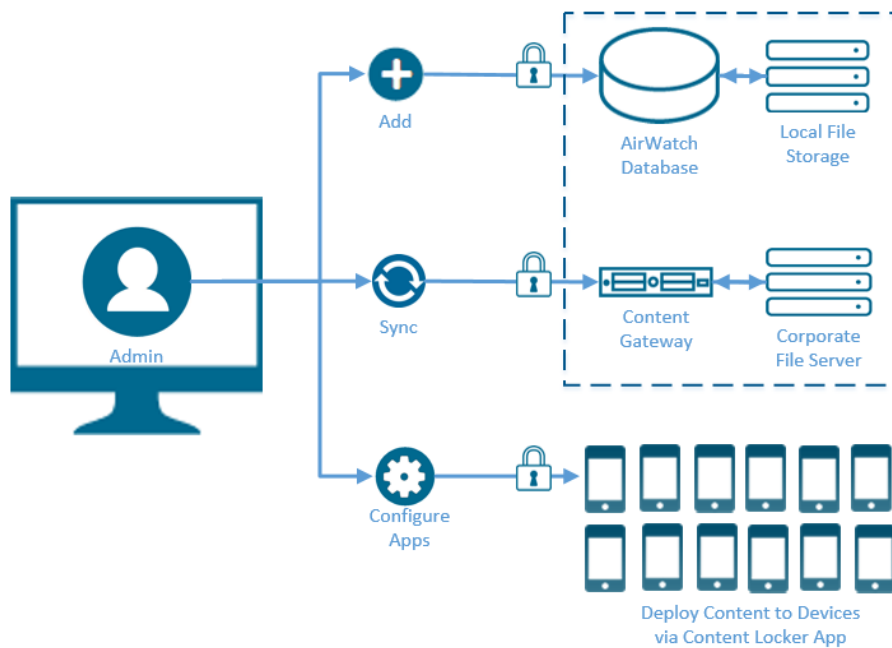 Add
AirWatch
Database
Local File
Storage
Admin
Sync
Content
Gateway
Corporate
File Server
Configure
Apps
Deploy Content to Devices
via Content Locker App